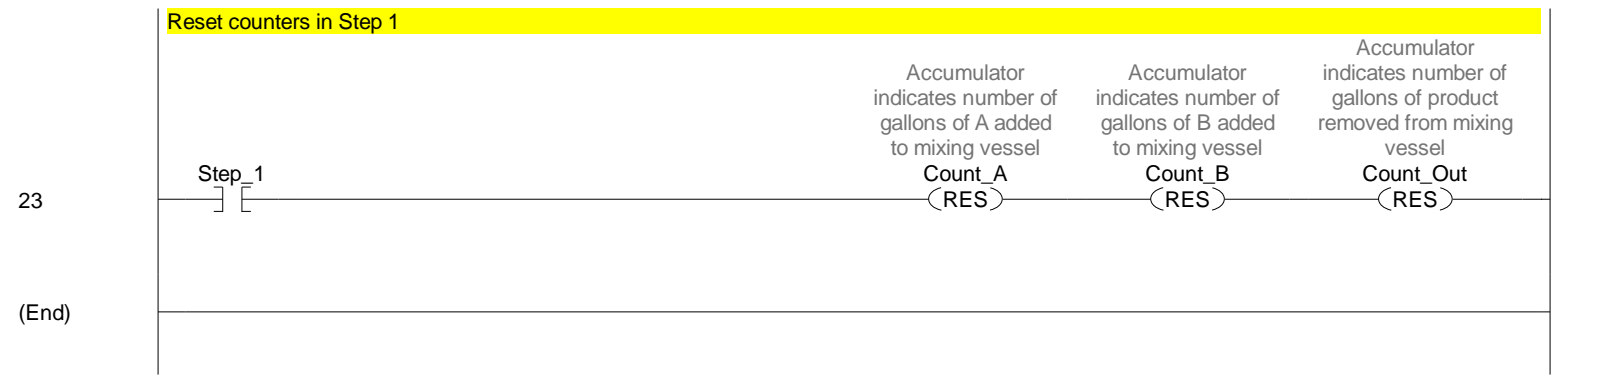 Reset counters in Step 1
Accumulator
indicates number of
gallons of A added
to mixing vessel
Count_A
RES
Accumulator
indicates number of
gallons of B added
to mixing vessel
Count_B
RES
Accumulator
indicates number of
gallons of product
removed from mixing
vessel
Count_Out
RES
Step_1
23
(End)